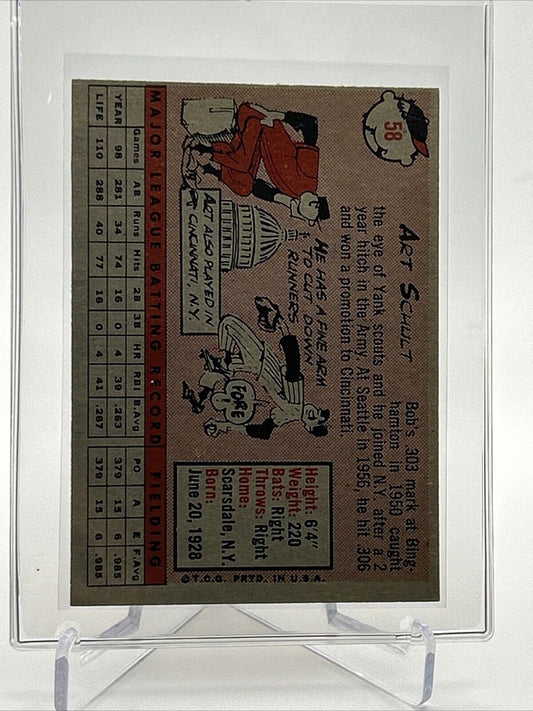 58
ART SCHULT
Bob's .303 mark at Bing-
hamton in 1950 caught
the eye of Yank scouts and he joined N.Y. after a 2
year hitch in the Army. At Seattle in 1956, he hit .306
and won a promotion to Cincinnati.
HE HAS A FINE ARM
TO CUT DOWN
RUNNERS
ART ALSO PLAYED IN
CINCINNATI, N.Y.
FORE!
Height: 6'4"
Weight: 220
Bats: Right
Throws: Right
Home:
Scarsdale, N.Y.
Born:
June 20, 1928
©T.C.G. PRTD. IN U.S.A.
MAJOR LEAGUE BATTING RECORD FIELDING
Games AB Runs Hits 2B 3B HR RBI B.Avg PO A E F.Avg
YEAR 98 281 34 74 16 0 4 39 .263 379 15 6 .985
LIFE 110 288 40 77 16 0 4 41 .267 379 15 6 .985